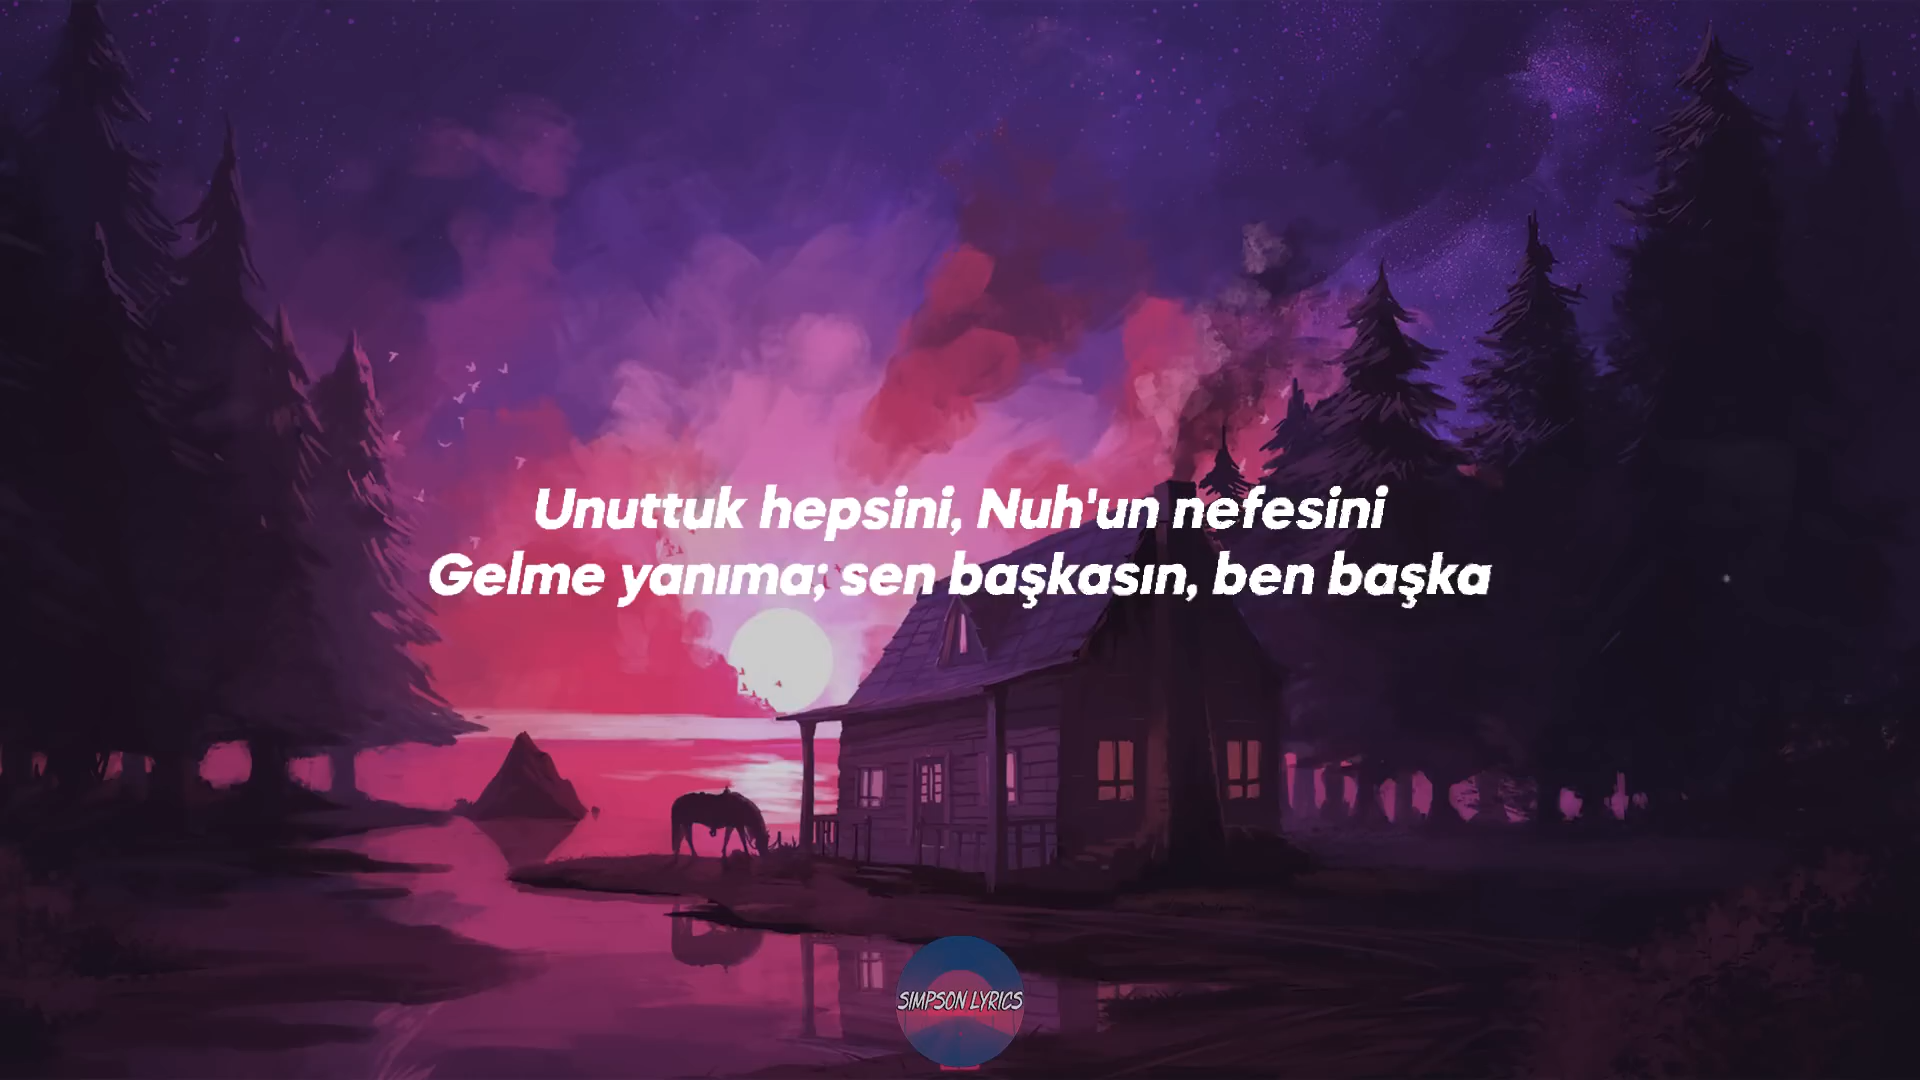 Unuttuk hepsini, Nuh'un nefesini
Gelme yanıma; sen başkasın, ben başka
SIMPSON LYRICS